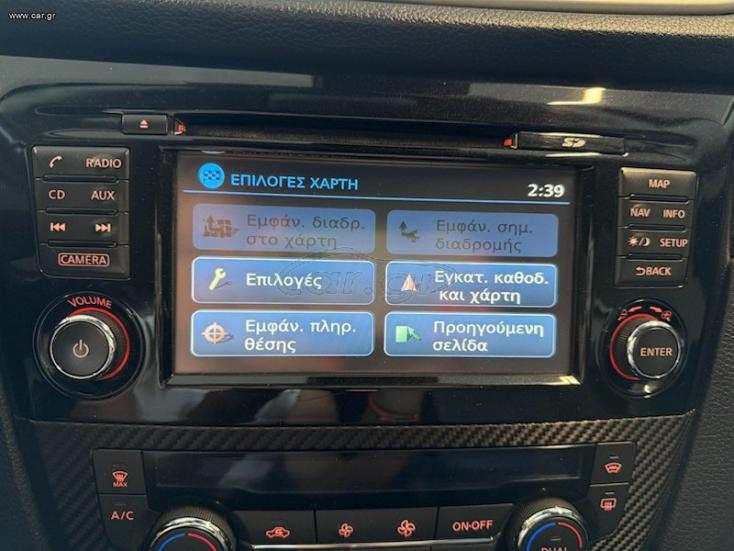 www.car.gr
SD
RADIO
CD AUX
CAMERA
VOLUME
ΕΠΙΛΟΓΕΣ ΧΑΡΤΗ
2:39
Εμφάν. διαδρ.
στο χάρτη
Εμφάν. σημ.
διαδρομής
Επιλογές
Εγκατ. καθοδ.
και χάρτη
Εμφάν. πληρ.
θέσης
Προηγούμενη
σελίδα
car.gr
MAP
NAV INFO
SETUP
BACK
ENTER
MAX
A/C
ON·OFF
DUAL